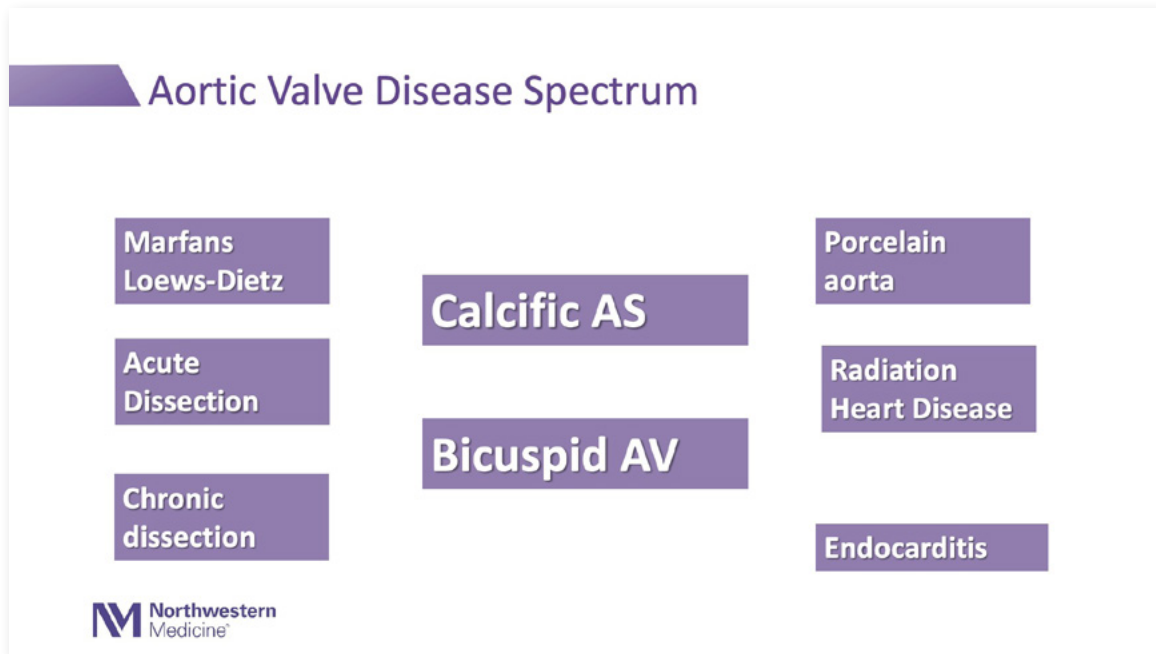 Aortic Valve Disease Spectrum
Marfans
Loews-Dietz
Acute
Dissection
Chronic
dissection
Calcific AS
Bicuspid AV
Porcelain
aorta
Radiation
Heart Disease
Endocarditis
NM Northwestern
Medicine®